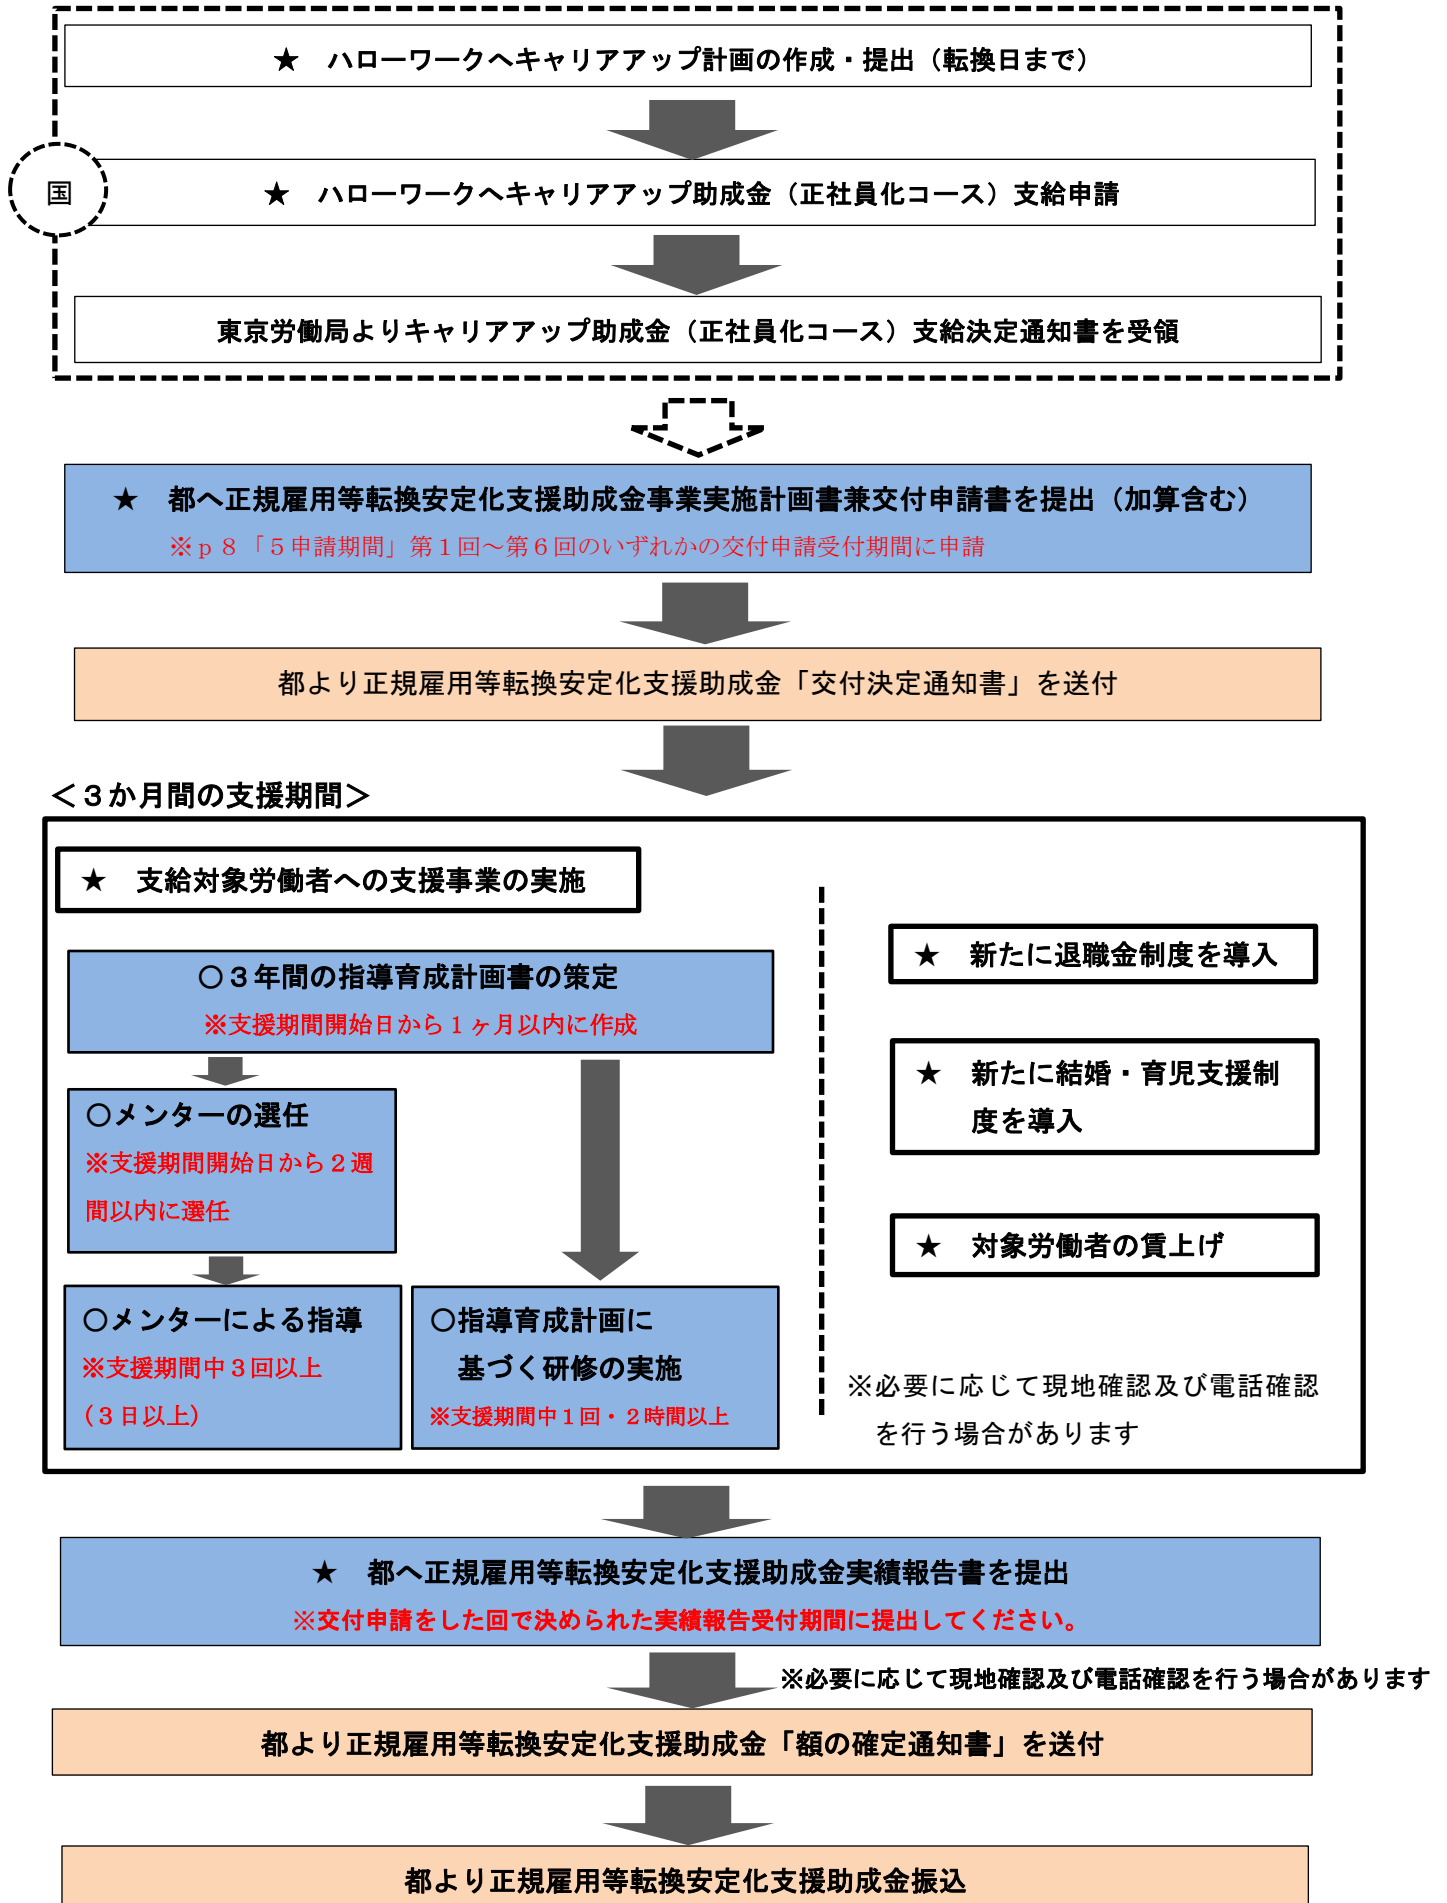 ★　ハローワークへキャリアアップ計画の作成・提出（転換日まで）
国
★　ハローワークへキャリアアップ助成金（正社員化コース）支給申請
東京労働局よりキャリアアップ助成金（正社員化コース）支給決定通知書を受領
★　都へ正規雇用等転換安定化支援助成金事業実施計画書兼交付申請書を提出（加算含む）
※ｐ８「５申請期間」第１回～第６回のいずれかの交付申請受付期間に申請
都より正規雇用等転換安定化支援助成金「交付決定通知書」を送付
＜３か月間の支援期間＞
★　支給対象労働者への支援事業の実施
○３年間の指導育成計画書の策定
※支援期間開始日から１ヶ月以内に作成
○メンターの選任
※支援期間開始日から２週
間以内に選任
○メンターによる指導
※支援期間中３回以上
（３日以上）
○指導育成計画に
基づく研修の実施
※支援期間中１回・２時間以上
★　新たに退職金制度を導入
★　新たに結婚・育児支援制
度を導入
★　対象労働者の賃上げ
※必要に応じて現地確認及び電話確認
を行う場合があります
★　都へ正規雇用等転換安定化支援助成金実績報告書を提出
※交付申請をした回で決められた実績報告受付期間に提出してください。
※必要に応じて現地確認及び電話確認を行う場合があります
都より正規雇用等転換安定化支援助成金「額の確定通知書」を送付
都より正規雇用等転換安定化支援助成金振込